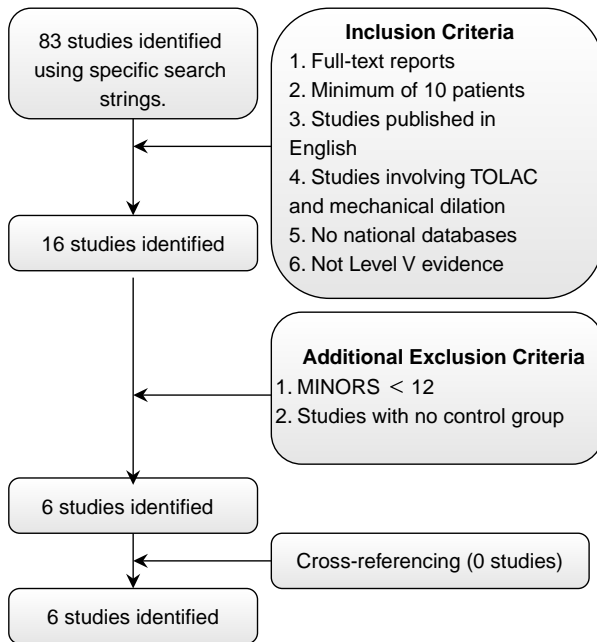 83 studies identified
using specific search
strings.
Inclusion Criteria
1. Full-text reports
2. Minimum of 10 patients
3. Studies published in
English
4. Studies involving TOLAC
and mechanical dilation
5. No national databases
6. Not Level V evidence
16 studies identified
Additional Exclusion Criteria
1. MINORS < 12
2. Studies with no control group
6 studies identified
Cross-referencing (0 studies)
6 studies identified